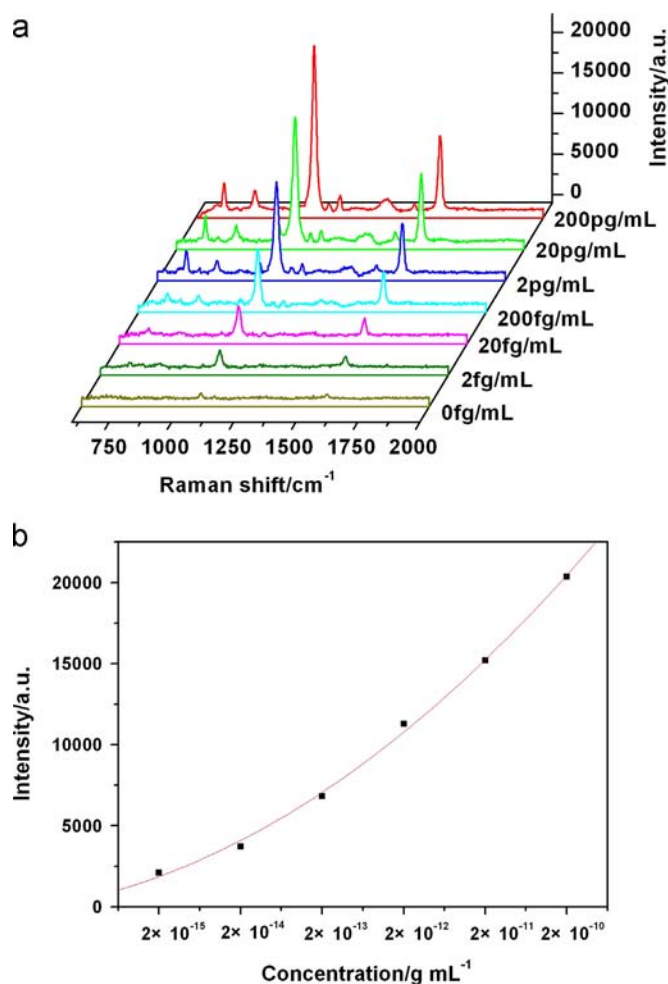 a
20000
15000
10000
5000
0
Intensity/a.u.
200pg/mL
20pg/mL
2pg/mL
200fg/mL
20fg/mL
2fg/mL
0fg/mL
750 1000 1250 1500 1750 2000
Raman shift/cm⁻¹
b
20000
15000
10000
5000
0
Intensity/a.u.
2× 10⁻¹⁵ 2× 10⁻¹⁴ 2× 10⁻¹³ 2× 10⁻¹² 2× 10⁻¹¹ 2× 10⁻¹⁰
Concentration/g mL⁻¹